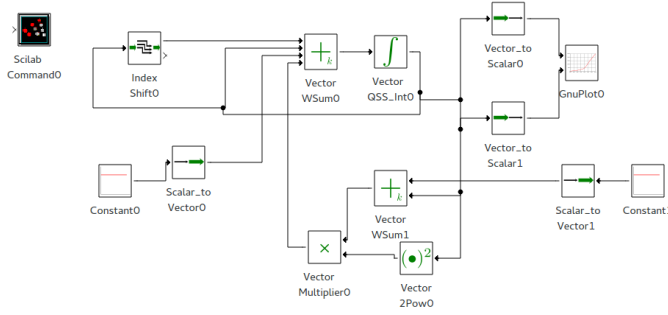 Scilab
Command0
Index
Shift0
+k
Vector
WSum0
∫
Vector
QSS_Int0
Vector_to
Scalar0
GnuPlot0
Vector_to
Scalar1
Constant0
Scalar_to
Vector0
+k
Vector
WSum1
Scalar_to
Vector1
Constant1
×
Vector
Multiplier0
(•)²
Vector
2Pow0